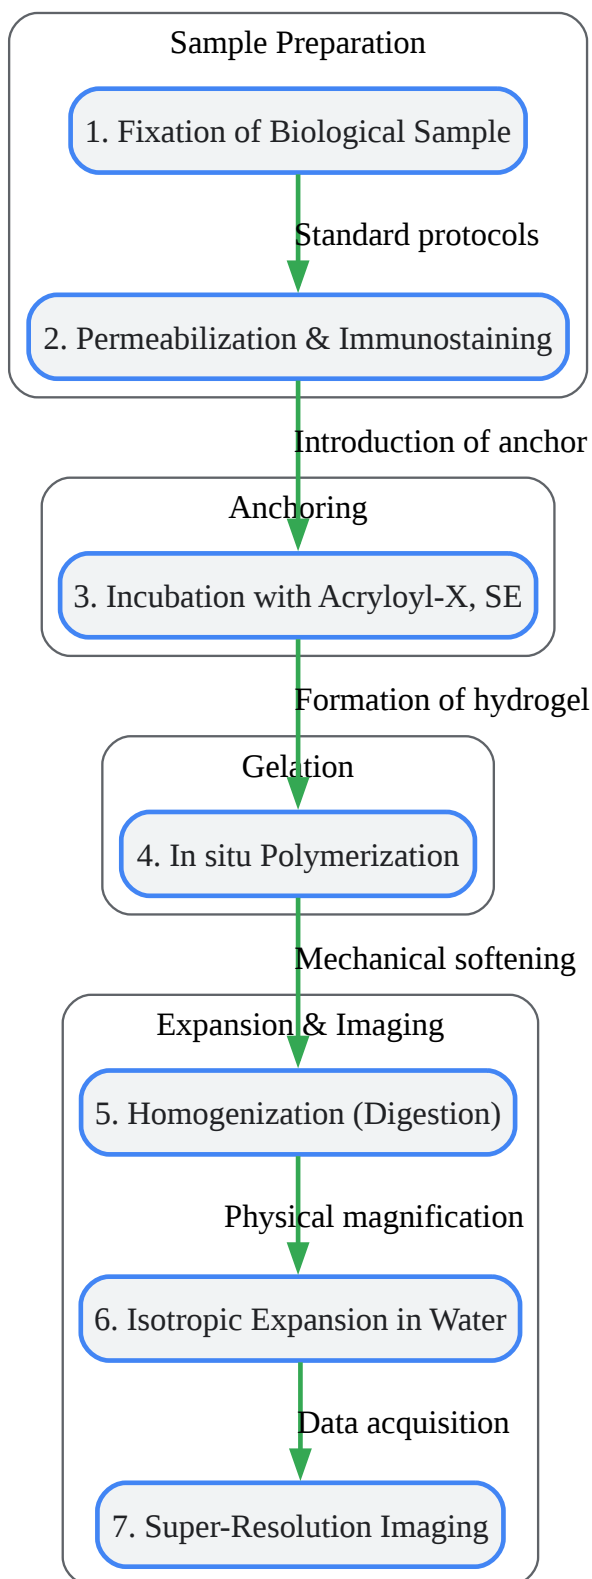 Sample Preparation
1. Fixation of Biological Sample
Standard protocols
2. Permeabilization & Immunostaining
Introduction of anchor
Anchoring
3. Incubation with Acryloyl-X, SE
Formation of hydrogel
Gelation
4. In situ Polymerization
Mechanical softening
Expansion & Imaging
5. Homogenization (Digestion)
Physical magnification
6. Isotropic Expansion in Water
Data acquisition
7. Super-Resolution Imaging